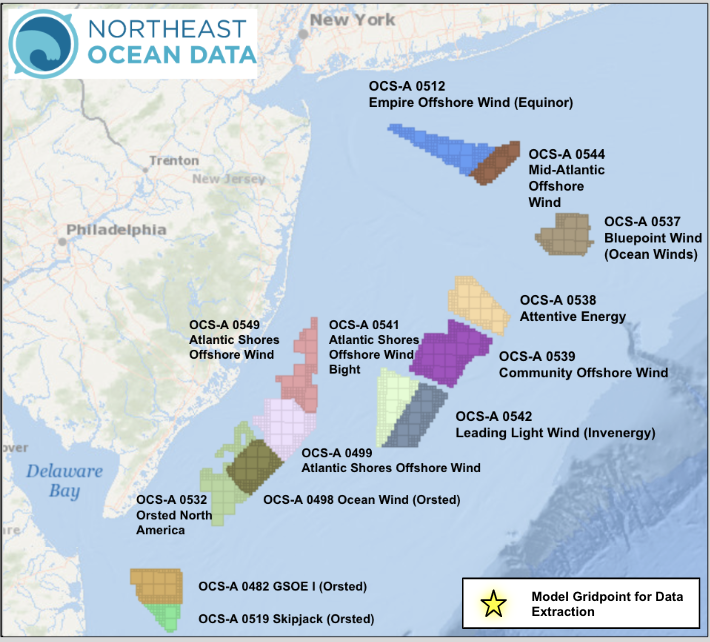 NORTHEAST
OCEAN DATA
New York
OCS-A 0512
Empire Offshore Wind (Equinor)
OCS-A 0544
Mid-Atlantic
Offshore
Wind
Trenton
New Jersey
OCS-A 0537
Bluepoint Wind
(Ocean Winds)
Philadelphia
OCS-A 0538
Attentive Energy
OCS-A 0549
Atlantic Shores
Offshore Wind
OCS-A 0541
Atlantic Shores
Offshore Wind
Bight
OCS-A 0539
Community Offshore Wind
OCS-A 0542
Leading Light Wind (Invenergy)
OCS-A 0499
Atlantic Shores Offshore Wind
over
Delaware
Bay
OCS-A 0532
Orsted North
America
OCS-A 0498 Ocean Wind (Orsted)
are
OCS-A 0482 GSOE I (Orsted)
OCS-A 0519 Skipjack (Orsted)
Model Gridpoint for Data
Extraction